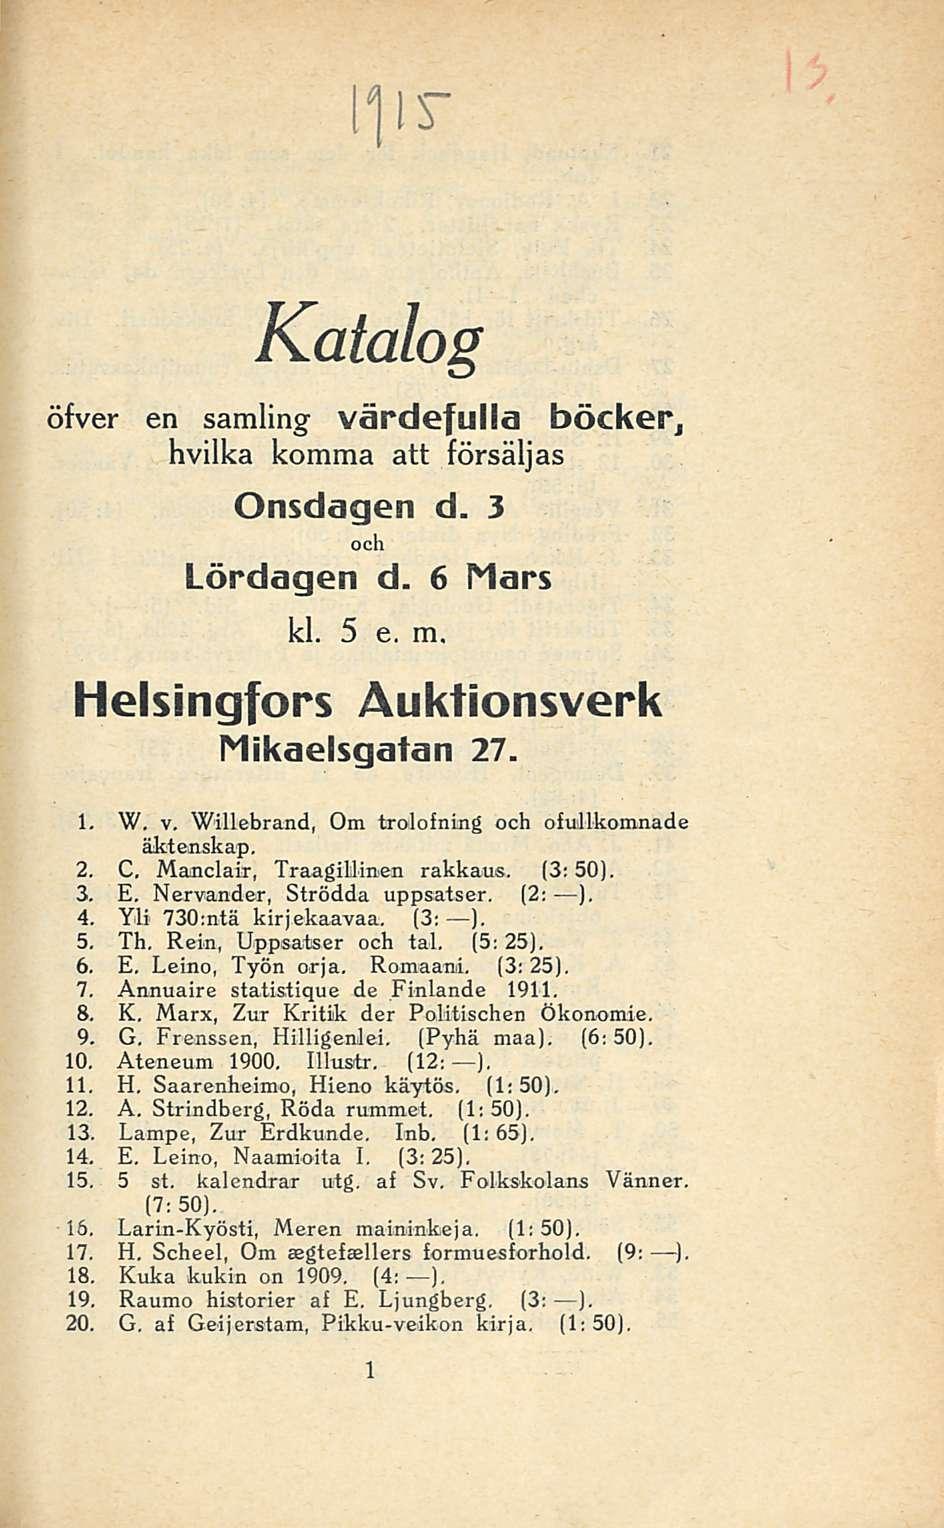 1915
13.
Katalog
öfver en samling värdefulla böcker,
hvilka komma att försäljas
Onsdagen d. 3
och
Lördagen d. 6 Mars
kl. 5 e. m.
Helsingfors Auktionsverk
Mikaelsgatan 27.
1. W. v. Willebrand, Om trolofning och ofullkomnade
äktenskap.
2. C. Manclair, Traagillinen rakkaus. (3: 50).
3. E. Nervander, Strödda uppsatser. (2: —).
4. Yli 730:ntä kirjekaavaa. (3: —).
5. Th. Rein, Uppsatser och tal. (5: 25).
6. E. Leino, Työn orja. Romaani. (3: 25).
7. Annuaire statistique de Finlande 1911.
8. K. Marx, Zur Kritik der Politischen Ökonomie.
9. G. Frenssen, Hilligenlei. (Pyhä maa). (6: 50).
10. Ateneum 1900. Illustr. (12: —).
11. H. Saarenheimo, Hieno käytös. (1: 50).
12. A. Strindberg, Röda rummet. (1: 50).
13. Lampe, Zur Erdkunde. Inb. (1: 65).
14. E. Leino, Naamioita I. (3: 25).
15. 5 st. kalendrar utg. af Sv. Folkskolans Vänner.
(7: 50).
16. Larin-Kyösti, Meren maininkeja. (1: 50).
17. H. Scheel, Om ægtefællers formuesforhold. (9: —).
18. Kuka kukin on 1909. (4: —).
19. Raumo historier af E. Ljungberg. (3: —).
20. G. af Geijerstam, Pikku-veikon kirja. (1: 50).
1